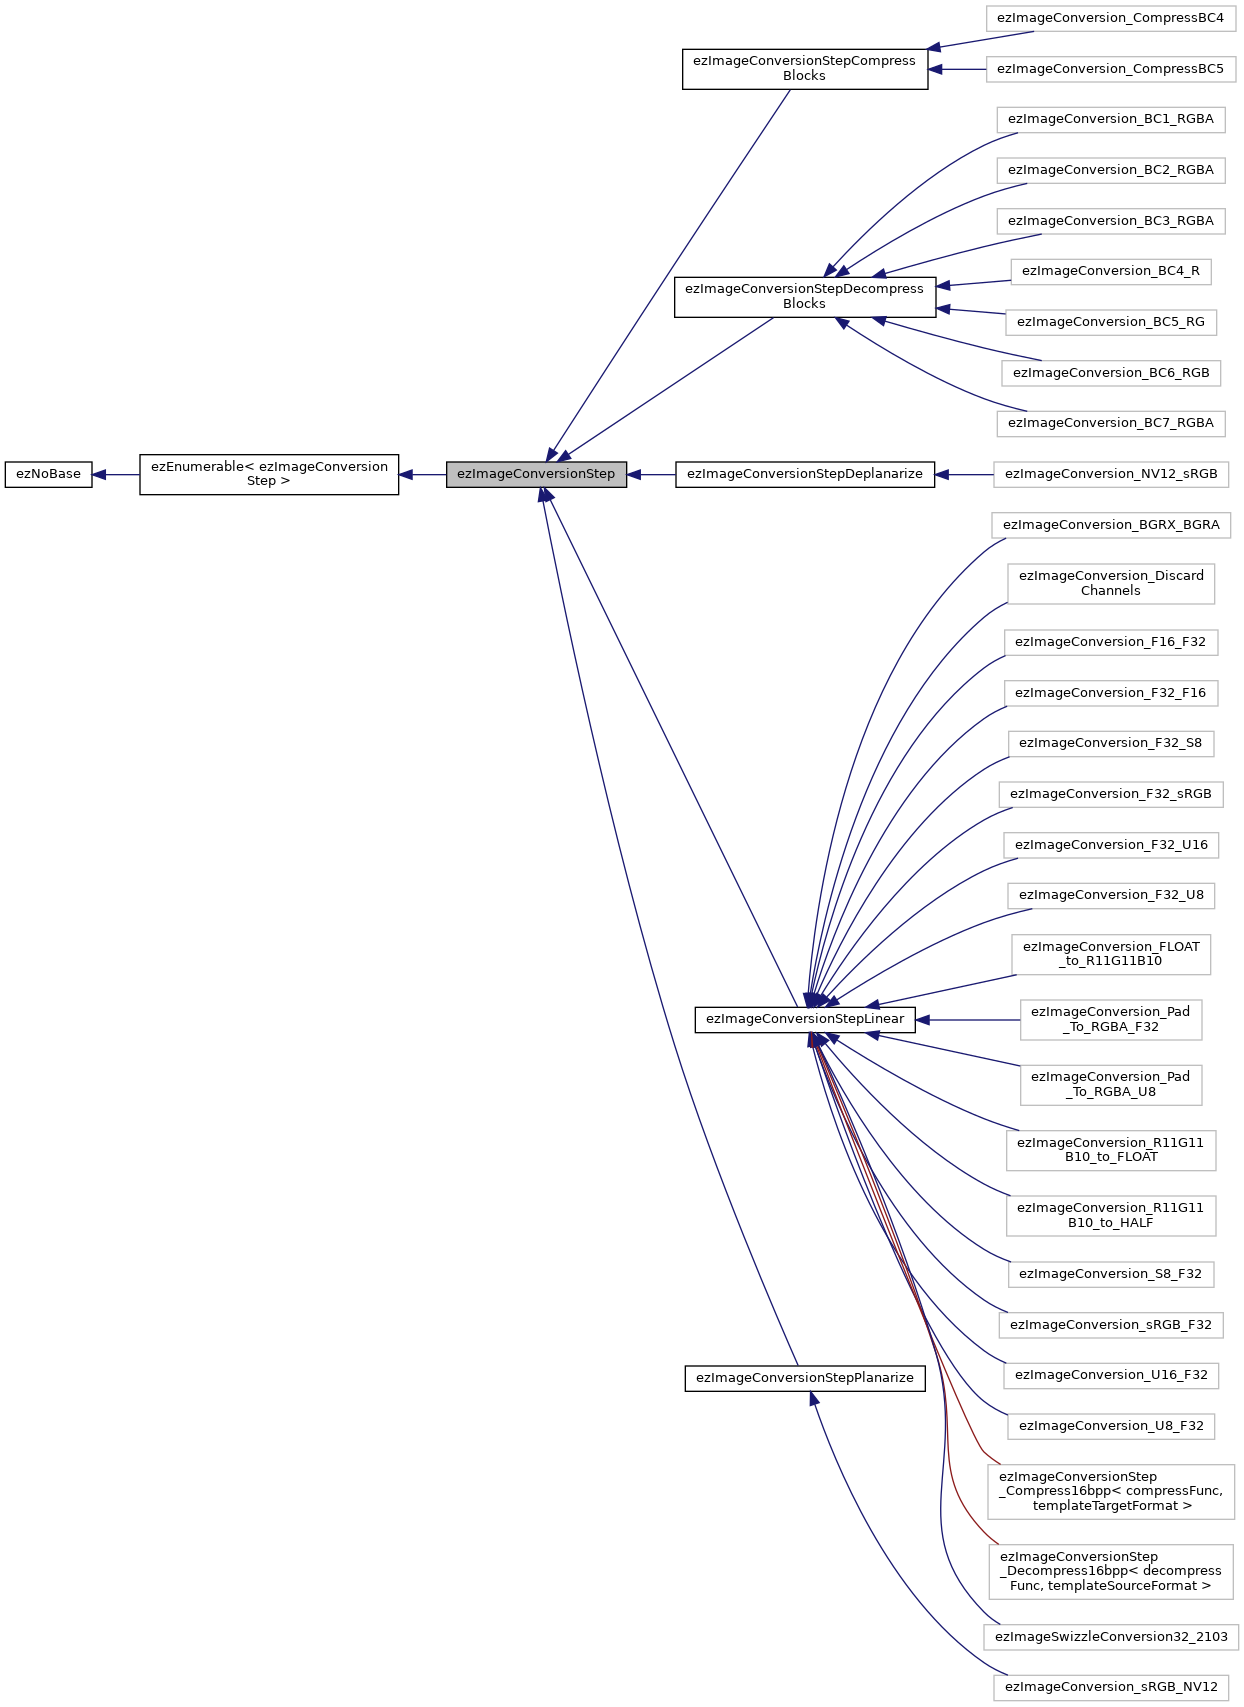 ezImageConversion_CompressBC4
ezImageConversionStepCompress
Blocks
ezImageConversion_CompressBC5
ezImageConversion_BC1_RGBA
ezImageConversion_BC2_RGBA
ezImageConversion_BC3_RGBA
ezImageConversion_BC4_R
ezImageConversionStepDecompress
Blocks
ezImageConversion_BC5_RG
ezImageConversion_BC6_RGB
ezImageConversion_BC7_RGBA
ezNoBase
ezEnumerable< ezImageConversion
Step >
ezImageConversionStep
ezImageConversionStepDeplanarize
ezImageConversion_NV12_sRGB
ezImageConversion_BGRX_BGRA
ezImageConversion_Discard
Channels
ezImageConversion_F16_F32
ezImageConversion_F32_F16
ezImageConversion_F32_S8
ezImageConversion_F32_sRGB
ezImageConversion_F32_U16
ezImageConversion_F32_U8
ezImageConversion_FLOAT
_to_R11G11B10
ezImageConversionStepLinear
ezImageConversion_Pad
_To_RGBA_F32
ezImageConversion_Pad
_To_RGBA_U8
ezImageConversion_R11G11
B10_to_FLOAT
ezImageConversion_R11G11
B10_to_HALF
ezImageConversion_S8_F32
ezImageConversion_sRGB_F32
ezImageConversionStepPlanarize
ezImageConversion_U16_F32
ezImageConversion_U8_F32
ezImageConversionStep
_Compress16bpp< compressFunc,
templateTargetFormat >
ezImageConversionStep
_Decompress16bpp< decompress
Func, templateSourceFormat >
ezImageSwizzleConversion32_2103
ezImageConversion_sRGB_NV12